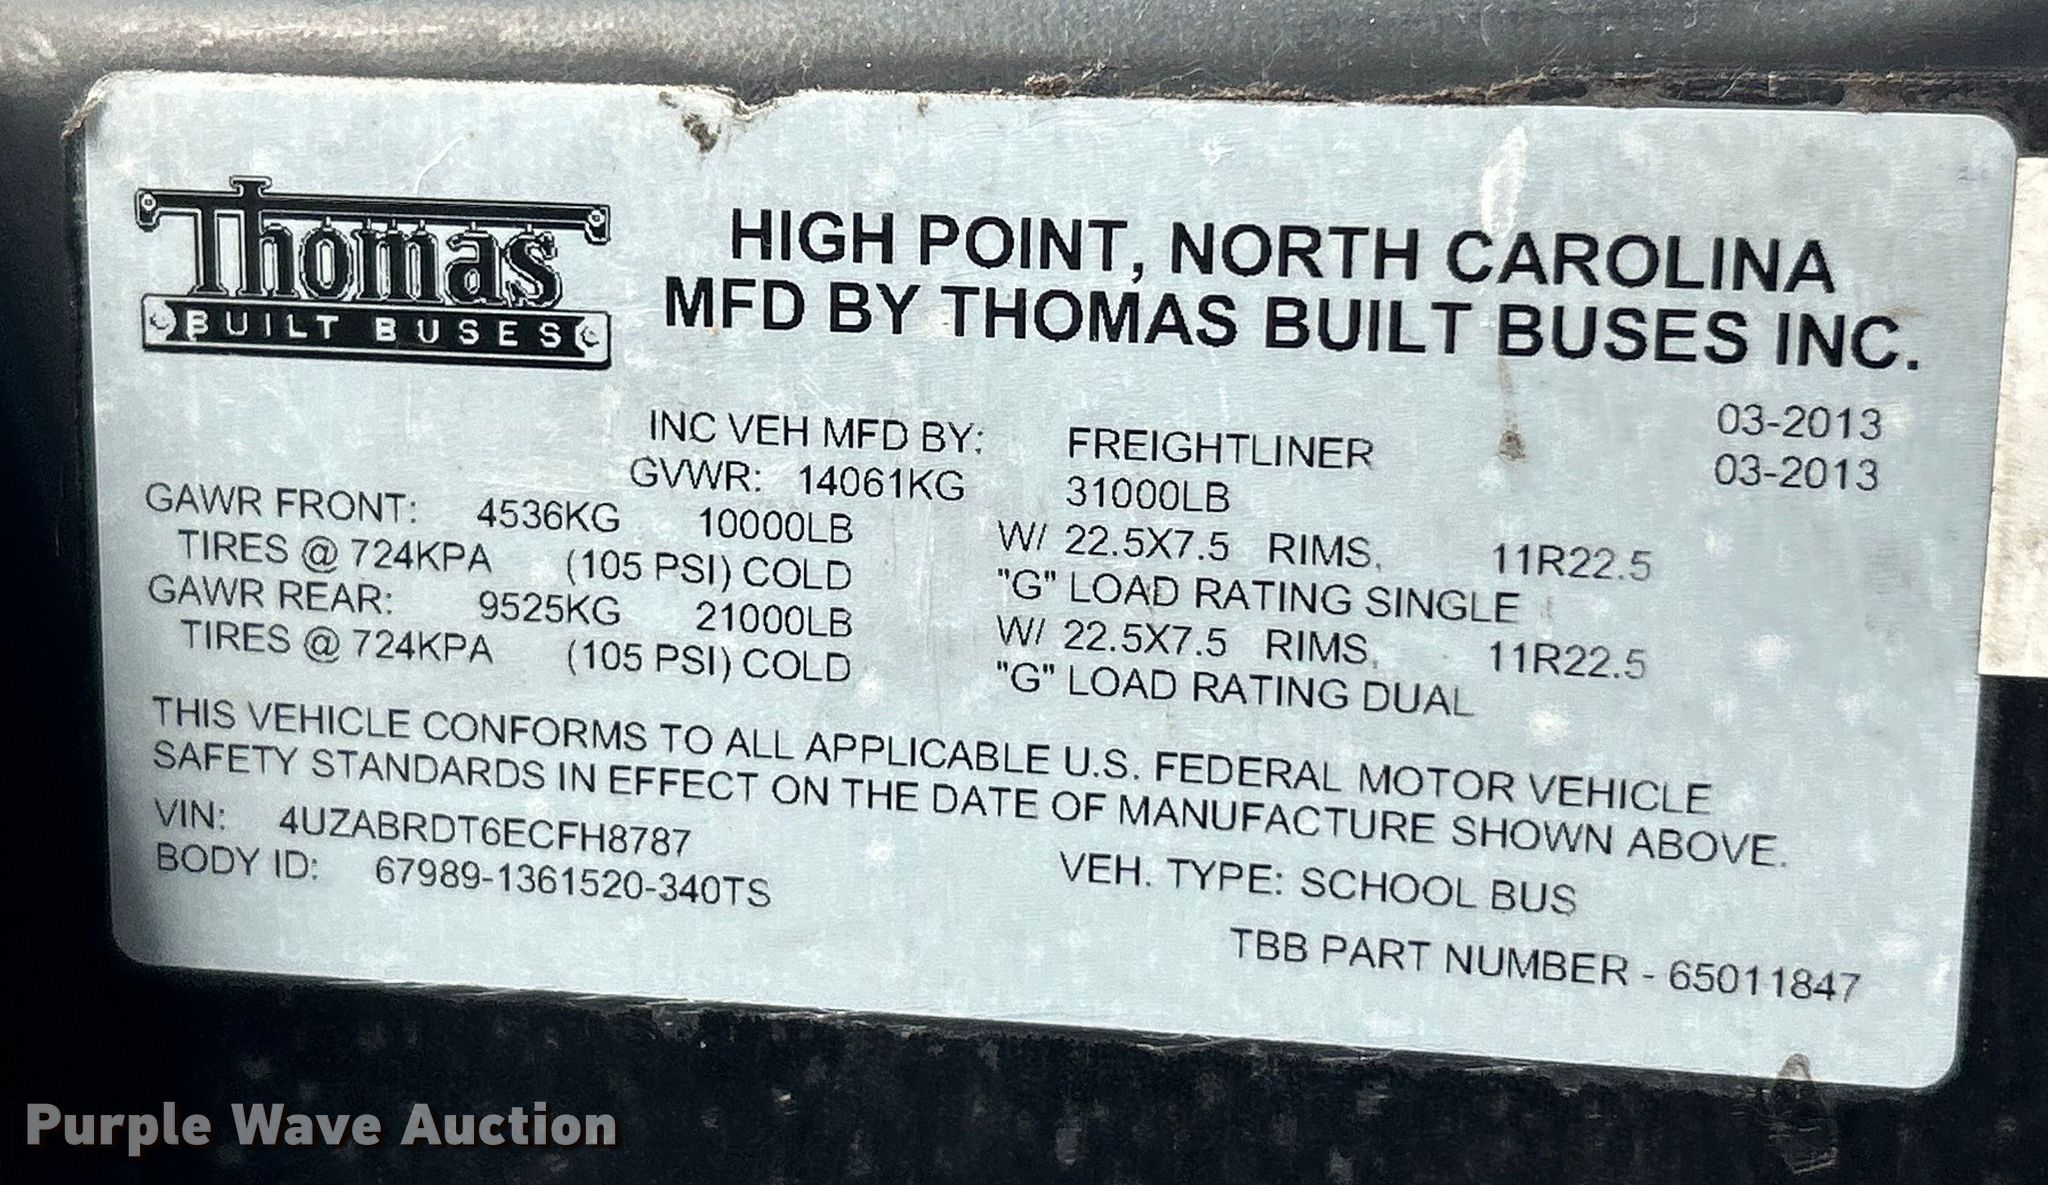 Thomas
BUILT BUSES
HIGH POINT, NORTH CAROLINA
MFD BY THOMAS BUILT BUSES INC.
03-2013
INC VEH MFD BY: FREIGHTLINER 03-2013
GVWR: 14061KG 31000LB
GAWR FRONT: 4536KG 10000LB W/ 22.5X7.5 RIMS, 11R22.5
TIRES @ 724KPA (105 PSI) COLD "G" LOAD RATING SINGLE
GAWR REAR: 9525KG 21000LB W/ 22.5X7.5 RIMS, 11R22.5
TIRES @ 724KPA (105 PSI) COLD "G" LOAD RATING DUAL
THIS VEHICLE CONFORMS TO ALL APPLICABLE U.S. FEDERAL MOTOR VEHICLE
SAFETY STANDARDS IN EFFECT ON THE DATE OF MANUFACTURE SHOWN ABOVE.
VIN: 4UZABRDT6ECFH8787
BODY ID: 67989-1361520-340TS VEH. TYPE: SCHOOL BUS
TBB PART NUMBER - 65011847
Purple Wave Auction